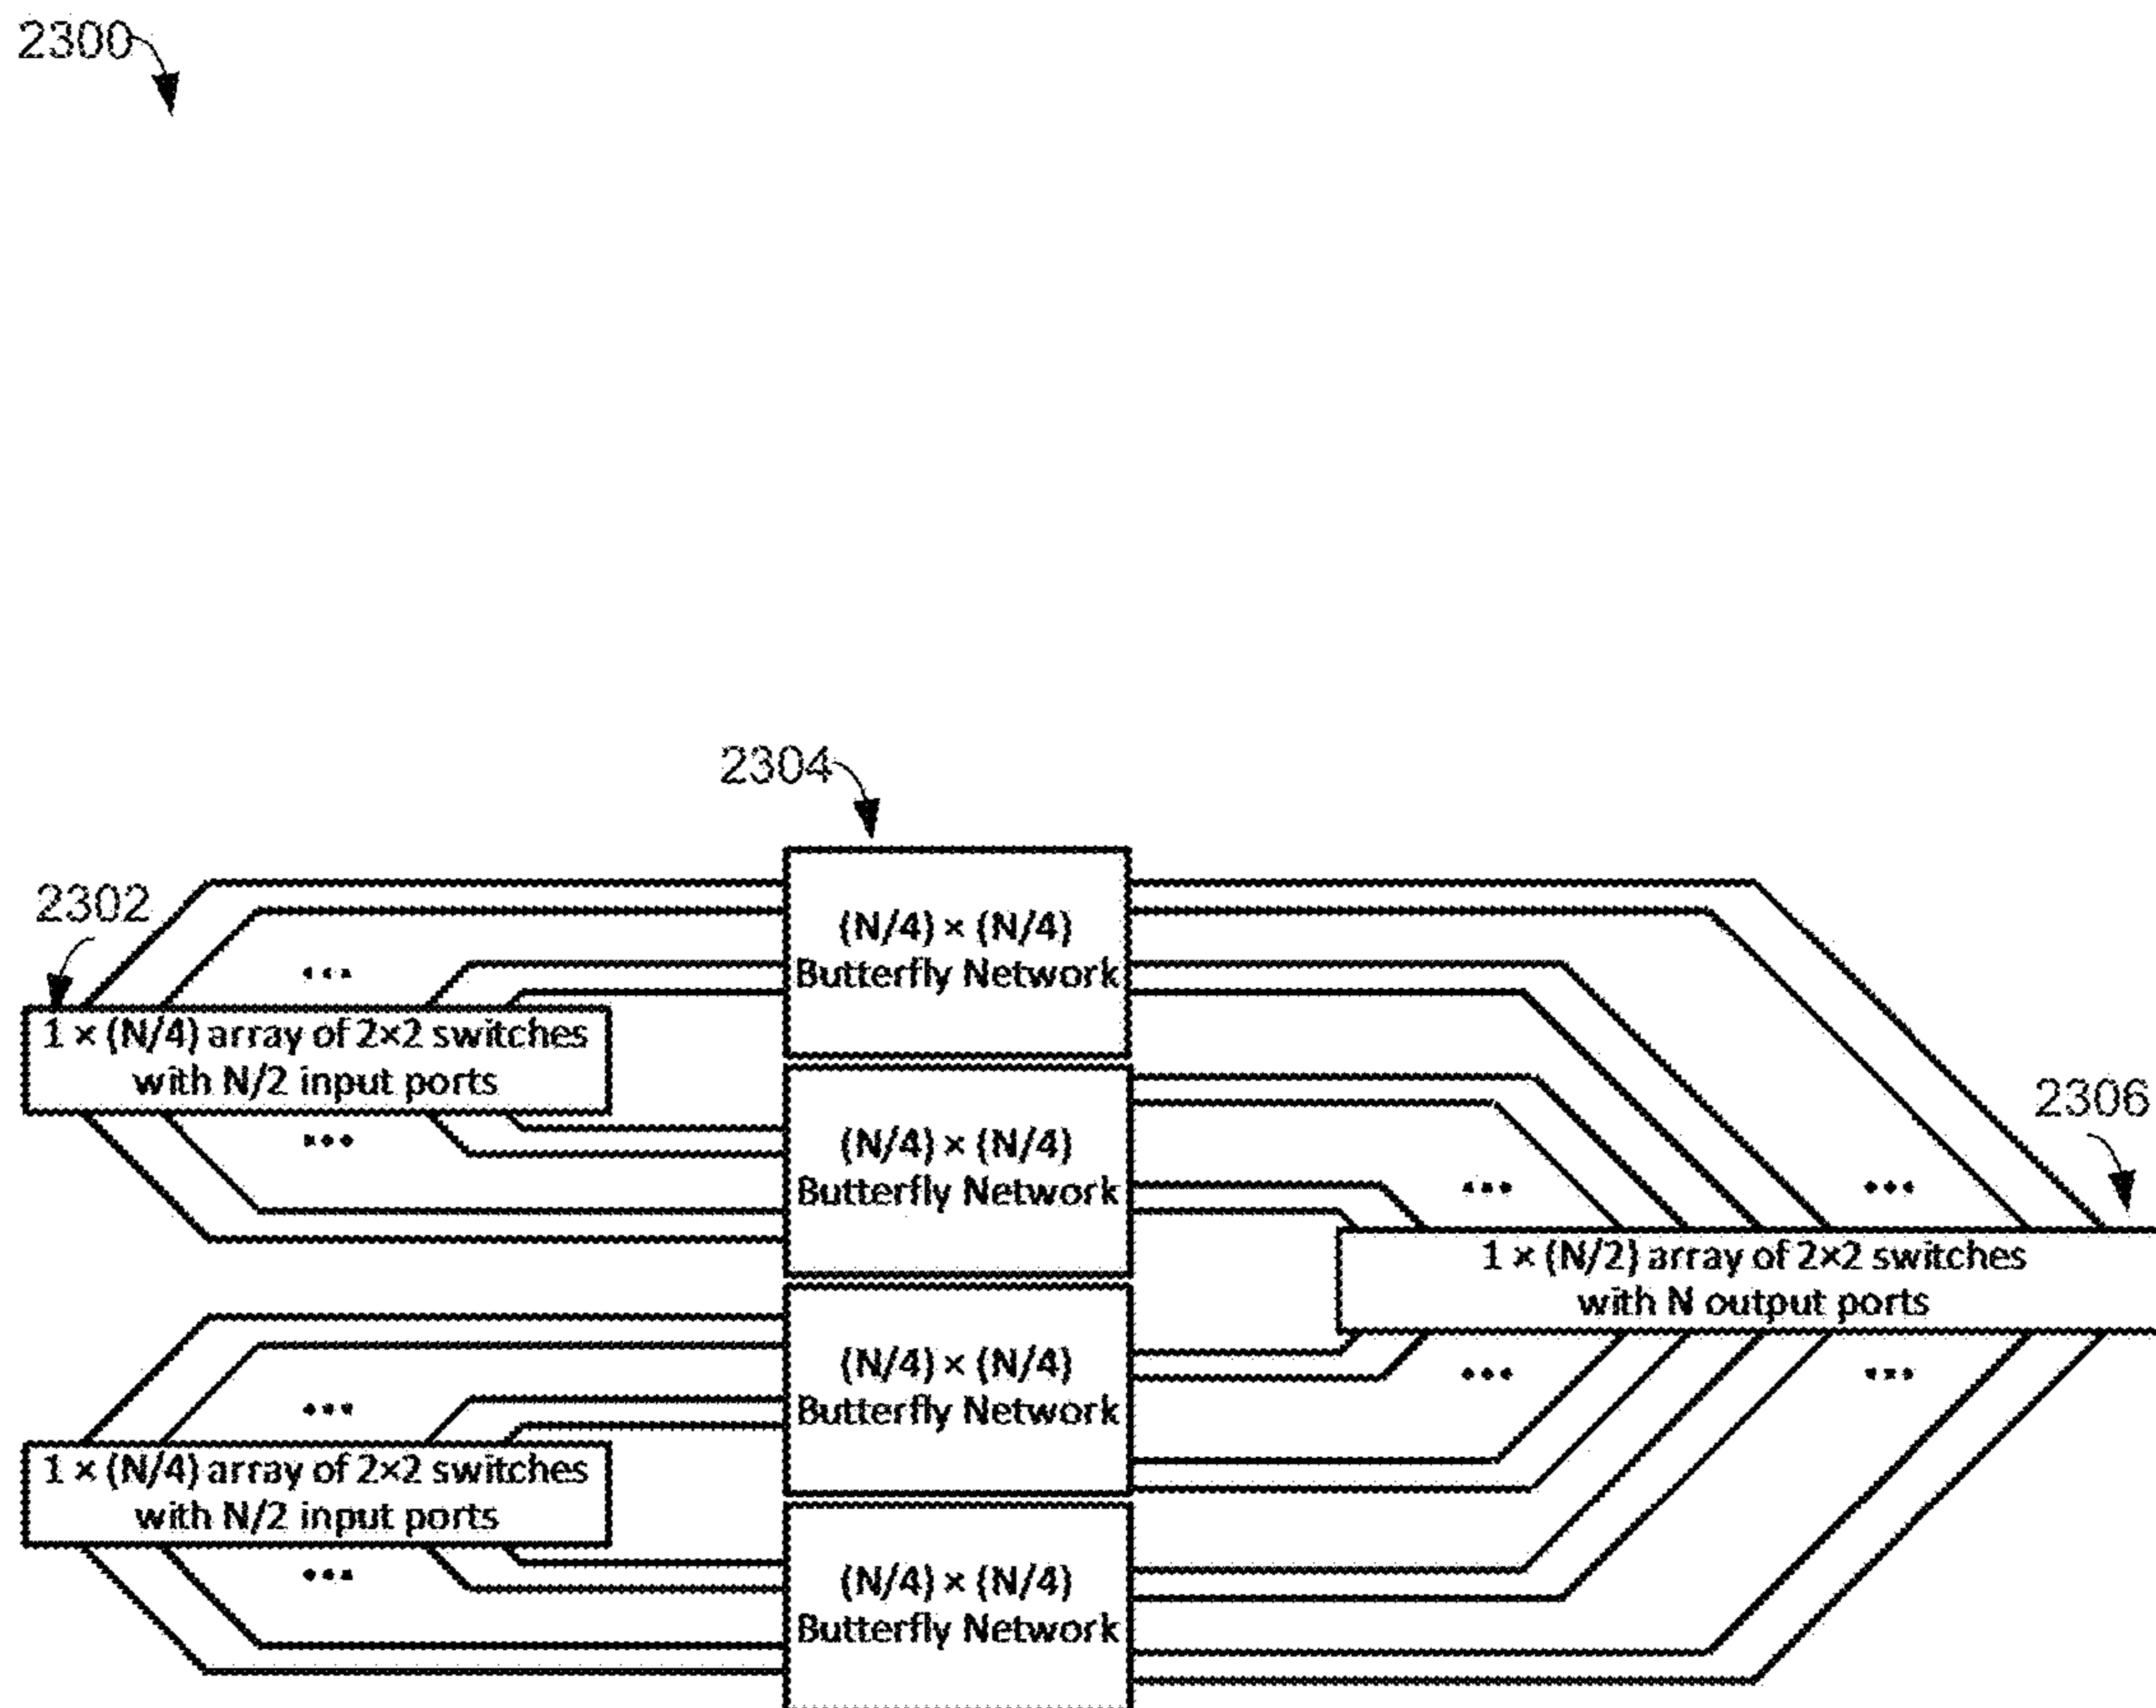 2300
2304
2302
(N/4) × (N/4)
Butterfly Network
1 × (N/4) array of 2×2 switches
with N/2 input ports
2306
(N/4) × (N/4)
Butterfly Network
1 × (N/2) array of 2×2 switches
with N output ports
(N/4) × (N/4)
Butterfly Network
1 × (N/4) array of 2×2 switches
with N/2 input ports
(N/4) × (N/4)
Butterfly Network